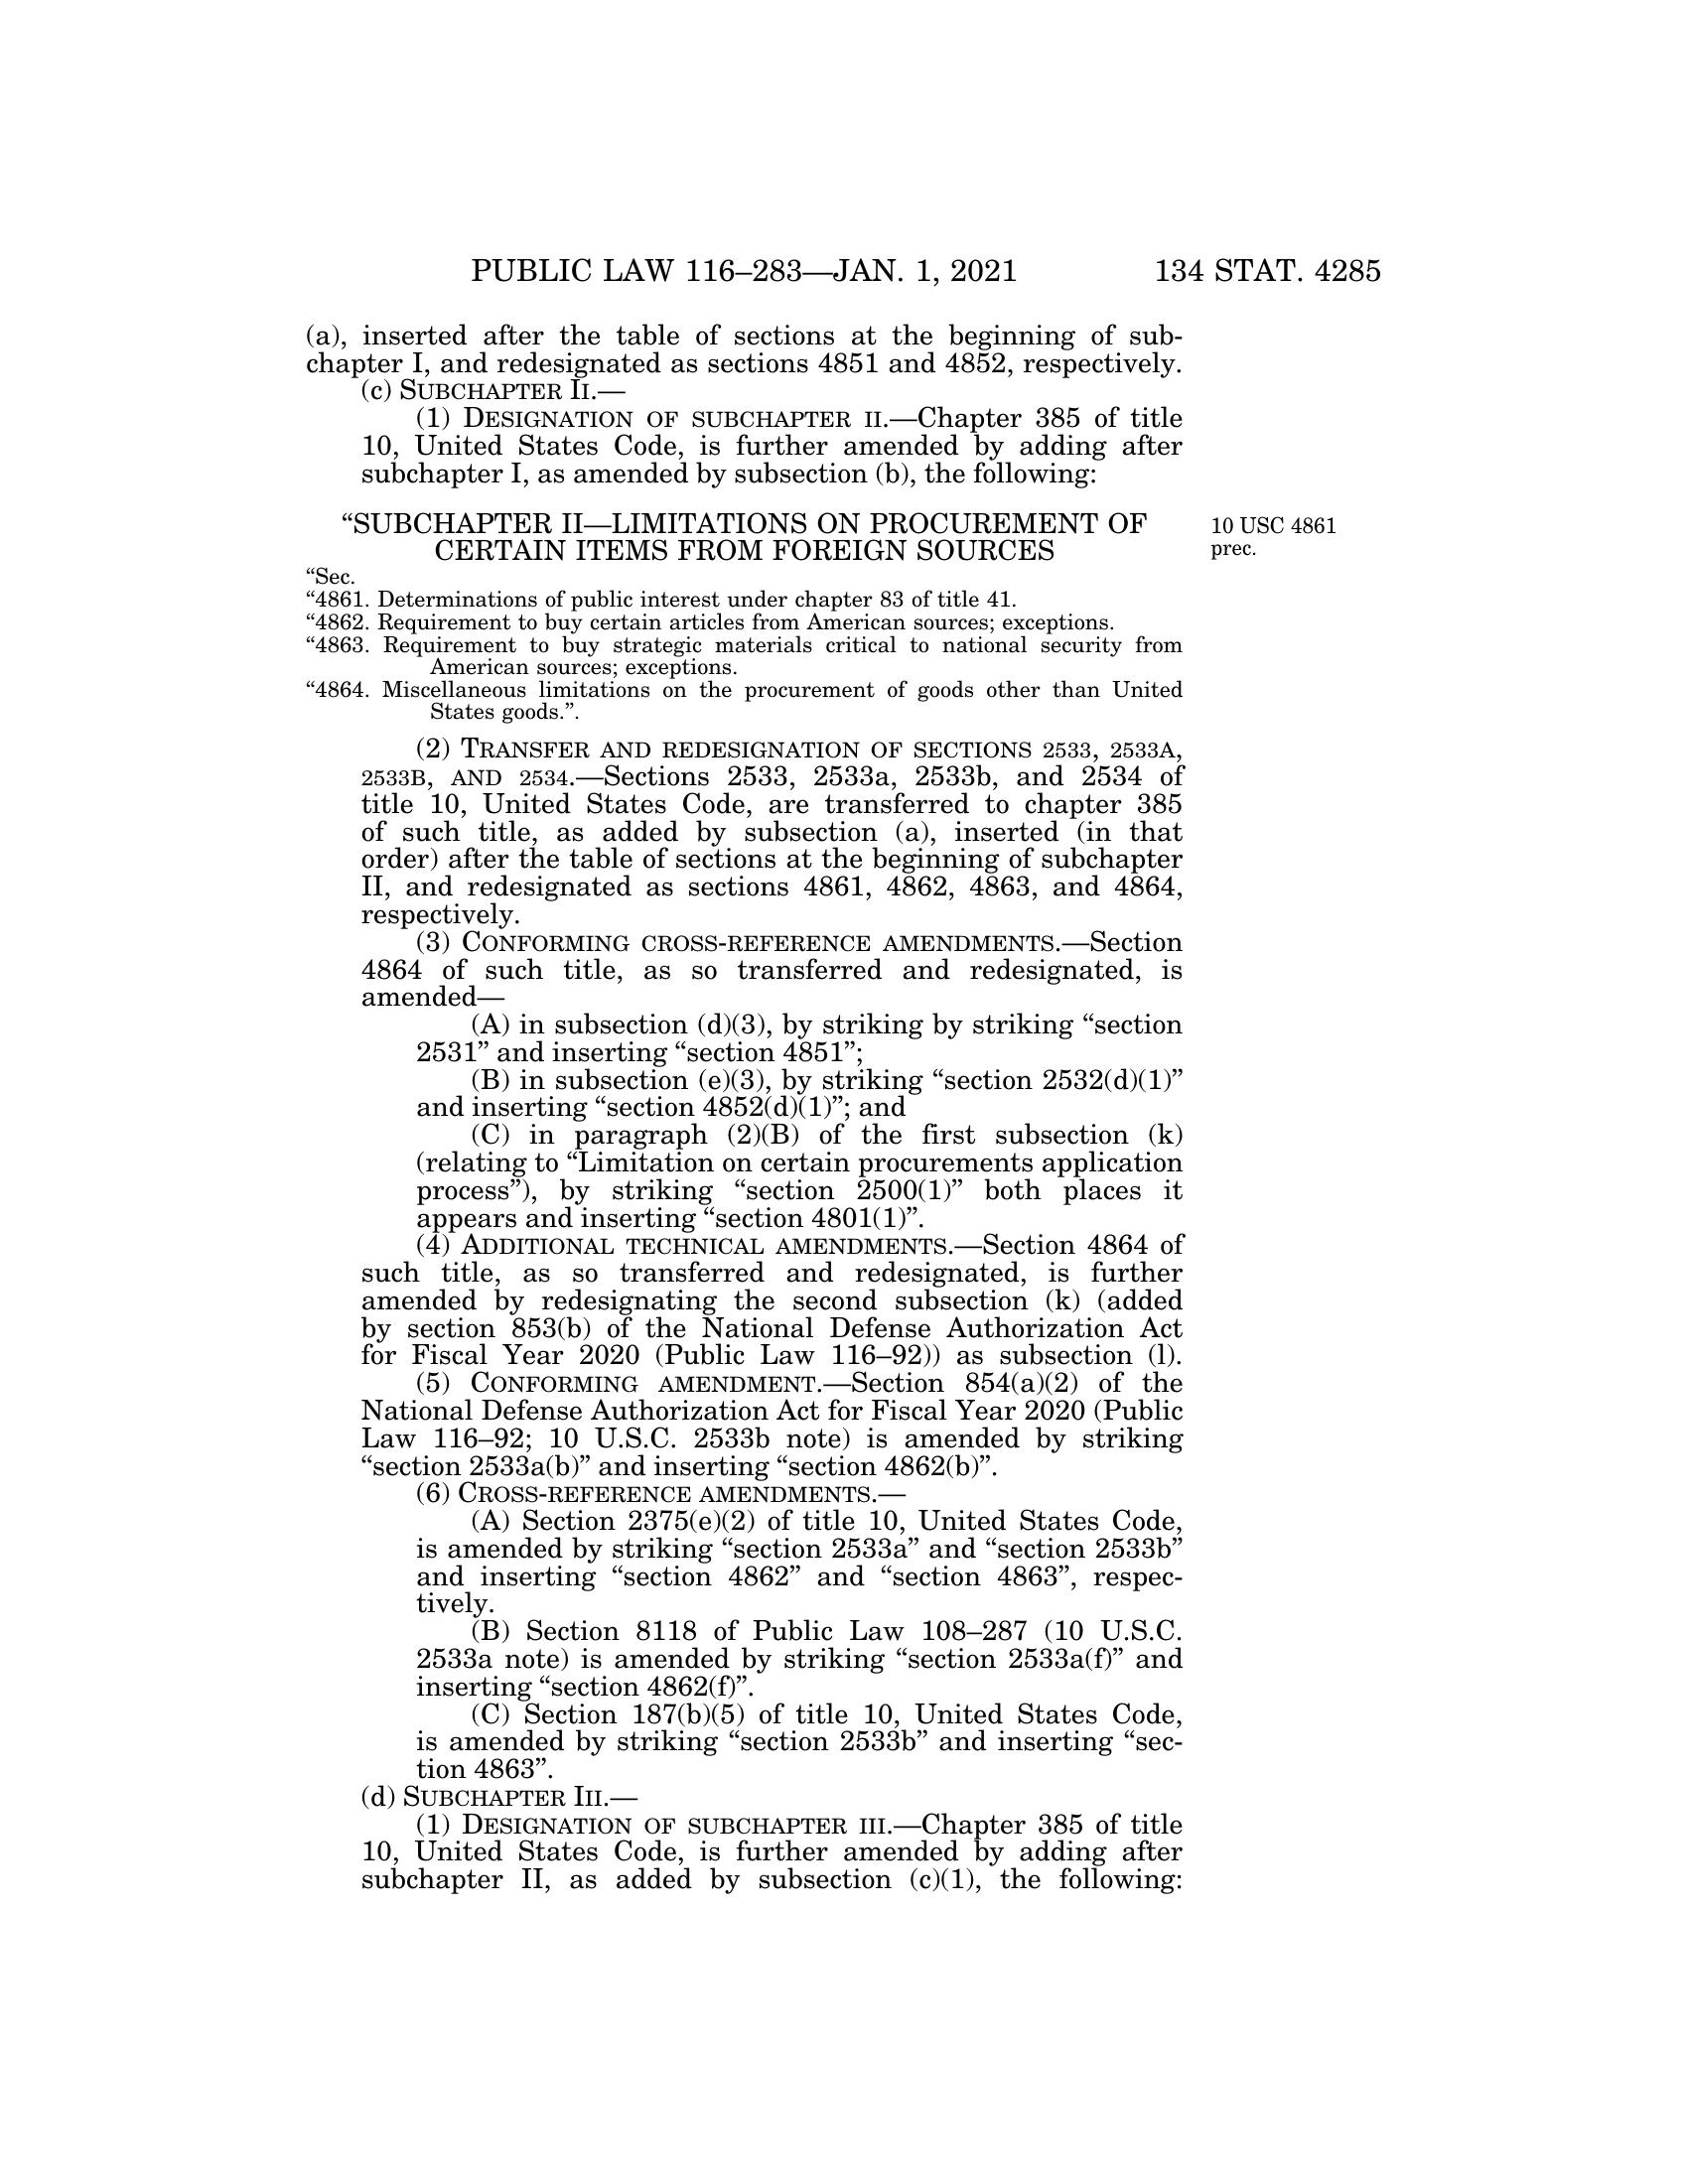 PUBLIC LAW 116–283—JAN. 1, 2021 134 STAT. 4285
(a), inserted after the table of sections at the beginning of sub-
chapter I, and redesignated as sections 4851 and 4852, respectively.
(c) SUBCHAPTER II.—
(1) DESIGNATION OF SUBCHAPTER II.—Chapter 385 of title
10, United States Code, is further amended by adding after
subchapter I, as amended by subsection (b), the following:
“SUBCHAPTER II—LIMITATIONS ON PROCUREMENT OF
CERTAIN ITEMS FROM FOREIGN SOURCES
10 USC 4861
prec.
“Sec.
“4861. Determinations of public interest under chapter 83 of title 41.
“4862. Requirement to buy certain articles from American sources; exceptions.
“4863. Requirement to buy strategic materials critical to national security from
American sources; exceptions.
“4864. Miscellaneous limitations on the procurement of goods other than United
States goods.”.
(2) TRANSFER AND REDESIGNATION OF SECTIONS 2533, 2533A,
2533B, AND 2534.—Sections 2533, 2533a, 2533b, and 2534 of
title 10, United States Code, are transferred to chapter 385
of such title, as added by subsection (a), inserted (in that
order) after the table of sections at the beginning of subchapter
II, and redesignated as sections 4861, 4862, 4863, and 4864,
respectively.
(3) CONFORMING CROSS-REFERENCE AMENDMENTS.—Section
4864 of such title, as so transferred and redesignated, is
amended—
(A) in subsection (d)(3), by striking by striking “section
2531” and inserting “section 4851”;
(B) in subsection (e)(3), by striking “section 2532(d)(1)”
and inserting “section 4852(d)(1)”; and
(C) in paragraph (2)(B) of the first subsection (k)
(relating to “Limitation on certain procurements application
process”), by striking “section 2500(1)” both places it
appears and inserting “section 4801(1)”.
(4) ADDITIONAL TECHNICAL AMENDMENTS.—Section 4864 of
such title, as so transferred and redesignated, is further
amended by redesignating the second subsection (k) (added
by section 853(b) of the National Defense Authorization Act
for Fiscal Year 2020 (Public Law 116–92)) as subsection (l).
(5) CONFORMING AMENDMENT.—Section 854(a)(2) of the
National Defense Authorization Act for Fiscal Year 2020 (Public
Law 116–92; 10 U.S.C. 2533b note) is amended by striking
“section 2533a(b)” and inserting “section 4862(b)”.
(6) CROSS-REFERENCE AMENDMENTS.—
(A) Section 2375(e)(2) of title 10, United States Code,
is amended by striking “section 2533a” and “section 2533b”
and inserting “section 4862” and “section 4863”, respec-
tively.
(B) Section 8118 of Public Law 108–287 (10 U.S.C.
2533a note) is amended by striking “section 2533a(f)” and
inserting “section 4862(f)”.
(C) Section 187(b)(5) of title 10, United States Code,
is amended by striking “section 2533b” and inserting “sec-
tion 4863”.
(d) SUBCHAPTER III.—
(1) DESIGNATION OF SUBCHAPTER III.—Chapter 385 of title
10, United States Code, is further amended by adding after
subchapter II, as added by subsection (c)(1), the following: